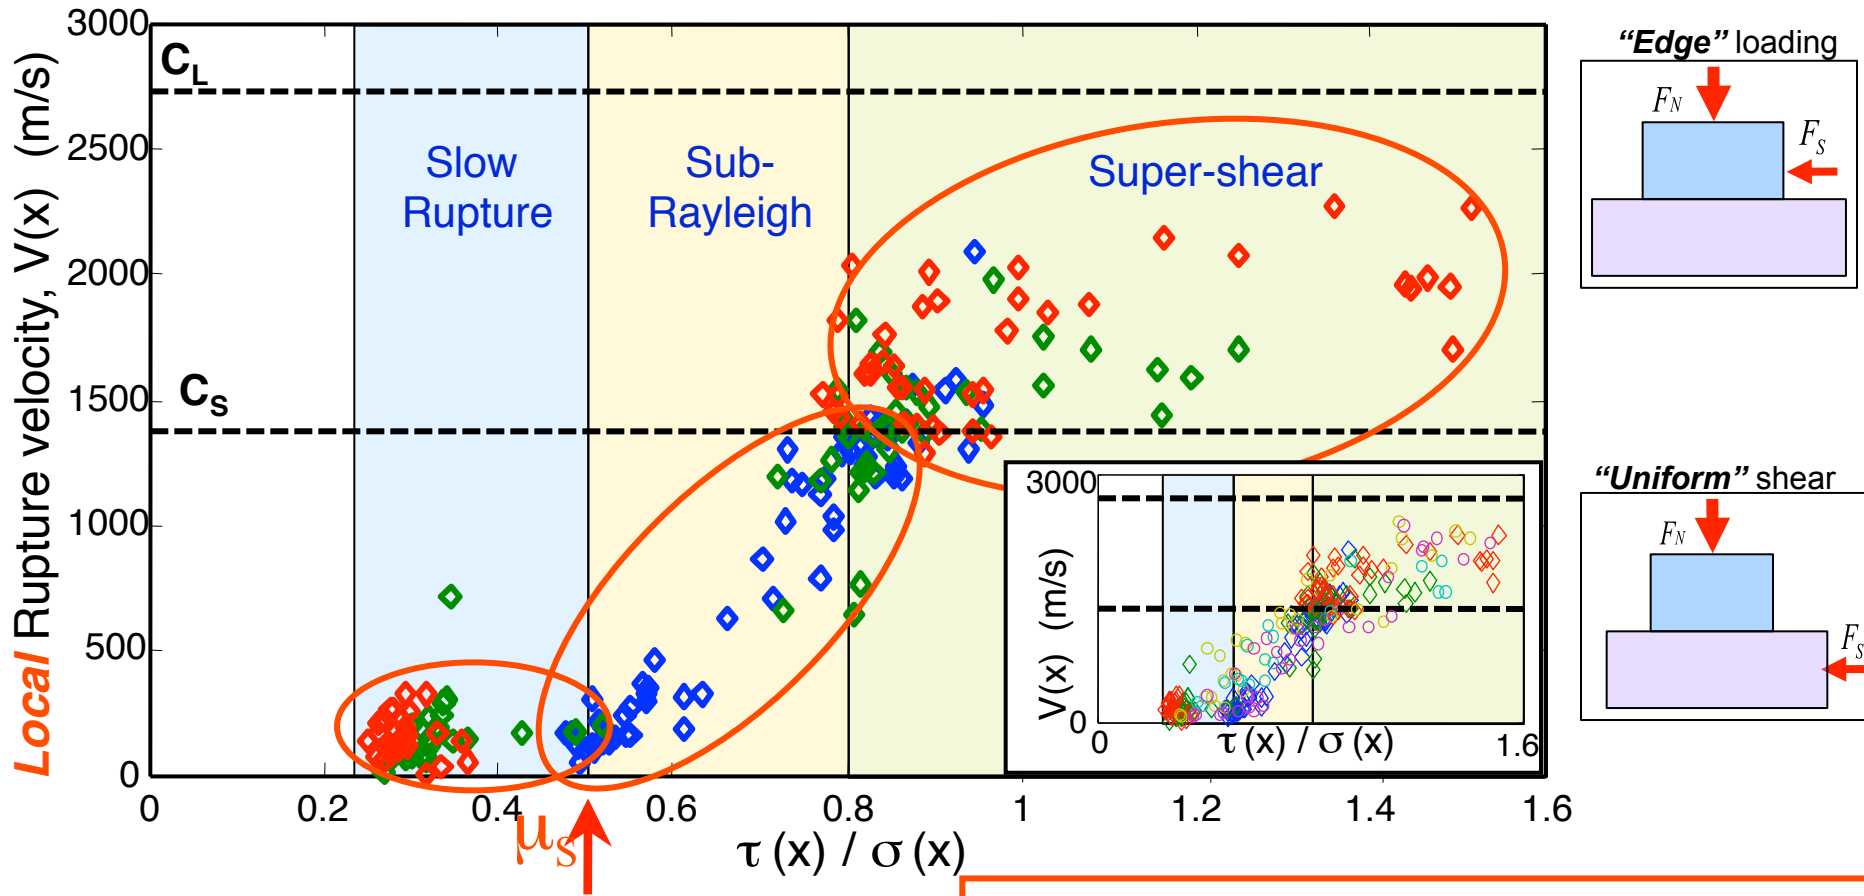 Local Rupture velocity, V(x) (m/s)
3000
2500
2000
1500
1000
500
0
C_L
C_S
Slow
Rupture
Sub-
Rayleigh
Super-shear
0 0.2 0.4 0.6 0.8 1 1.2 1.4 1.6
μ_S
τ (x) / σ (x)
V(x) (m/s)
3000
0
0 1.6
τ (x) / σ (x)
“Edge” loading
F_N
F_S
“Uniform” shear
F_N
F_S